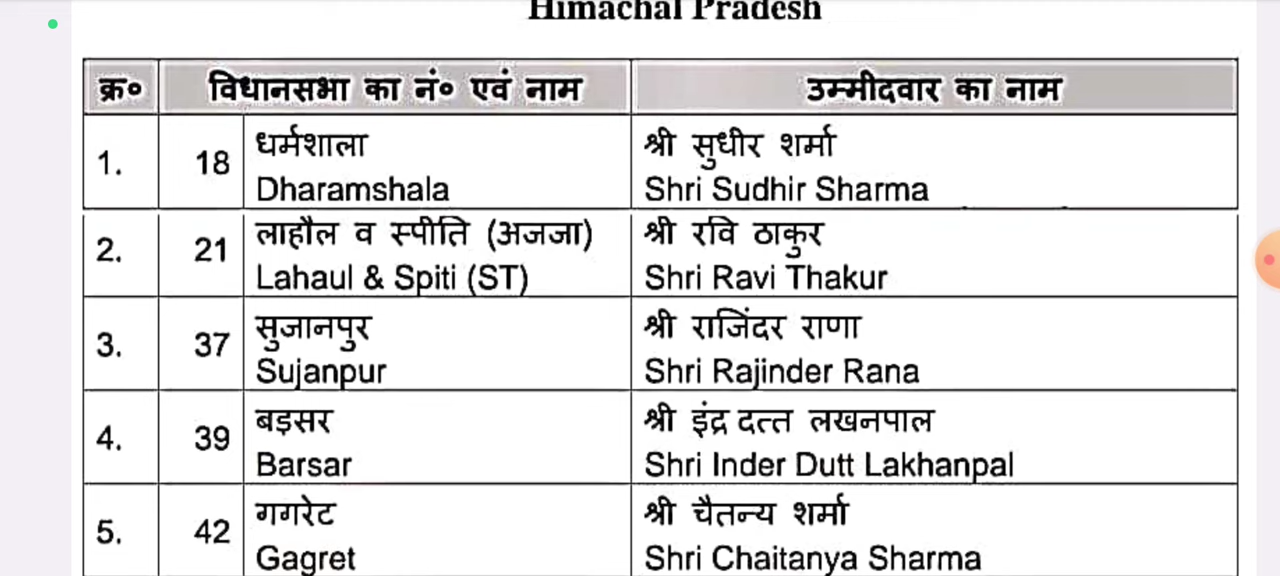 Himachal Pradesh
क्र० विधानसभा का नं० एवं नाम उम्मीदवार का नाम
1. 18 धर्मशाला श्री सुधीर शर्मा
Dharamshala Shri Sudhir Sharma
2. 21 लाहौल व स्पीति (अजजा) श्री रवि ठाकुर
Lahaul & Spiti (ST) Shri Ravi Thakur
3. 37 सुजानपुर श्री राजिंदर राणा
Sujanpur Shri Rajinder Rana
4. 39 बड़सर श्री इंद्र दत्त लखनपाल
Barsar Shri Inder Dutt Lakhanpal
5. 42 गगरेट श्री चैतन्य शर्मा
Gagret Shri Chaitanya Sharma